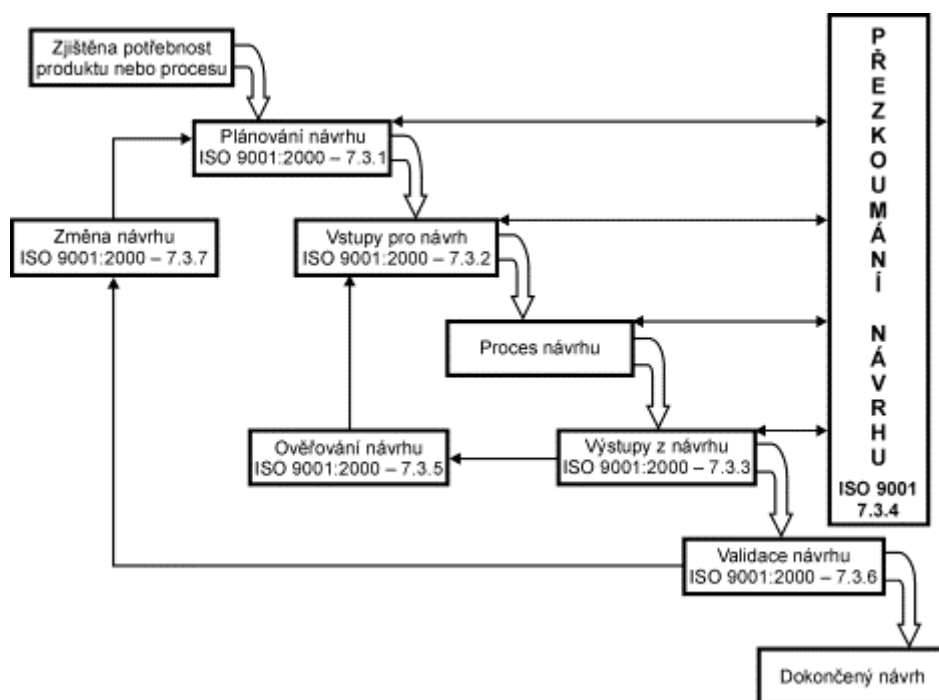 Zjištěna potřebnost
produktu nebo procesu
Plánování návrhu
ISO 9001:2000 – 7.3.1
Změna návrhu
ISO 9001:2000 – 7.3.7
Vstupy pro návrh
ISO 9001:2000 – 7.3.2
Proces návrhu
Ověřování návrhu
ISO 9001:2000 – 7.3.5
Výstupy z návrhu
ISO 9001:2000 – 7.3.3
Validace návrhu
ISO 9001:2000 – 7.3.6
Dokončený návrh
PŘEZKOUMÁNÍ NÁVRHU
ISO 9001
7.3.4